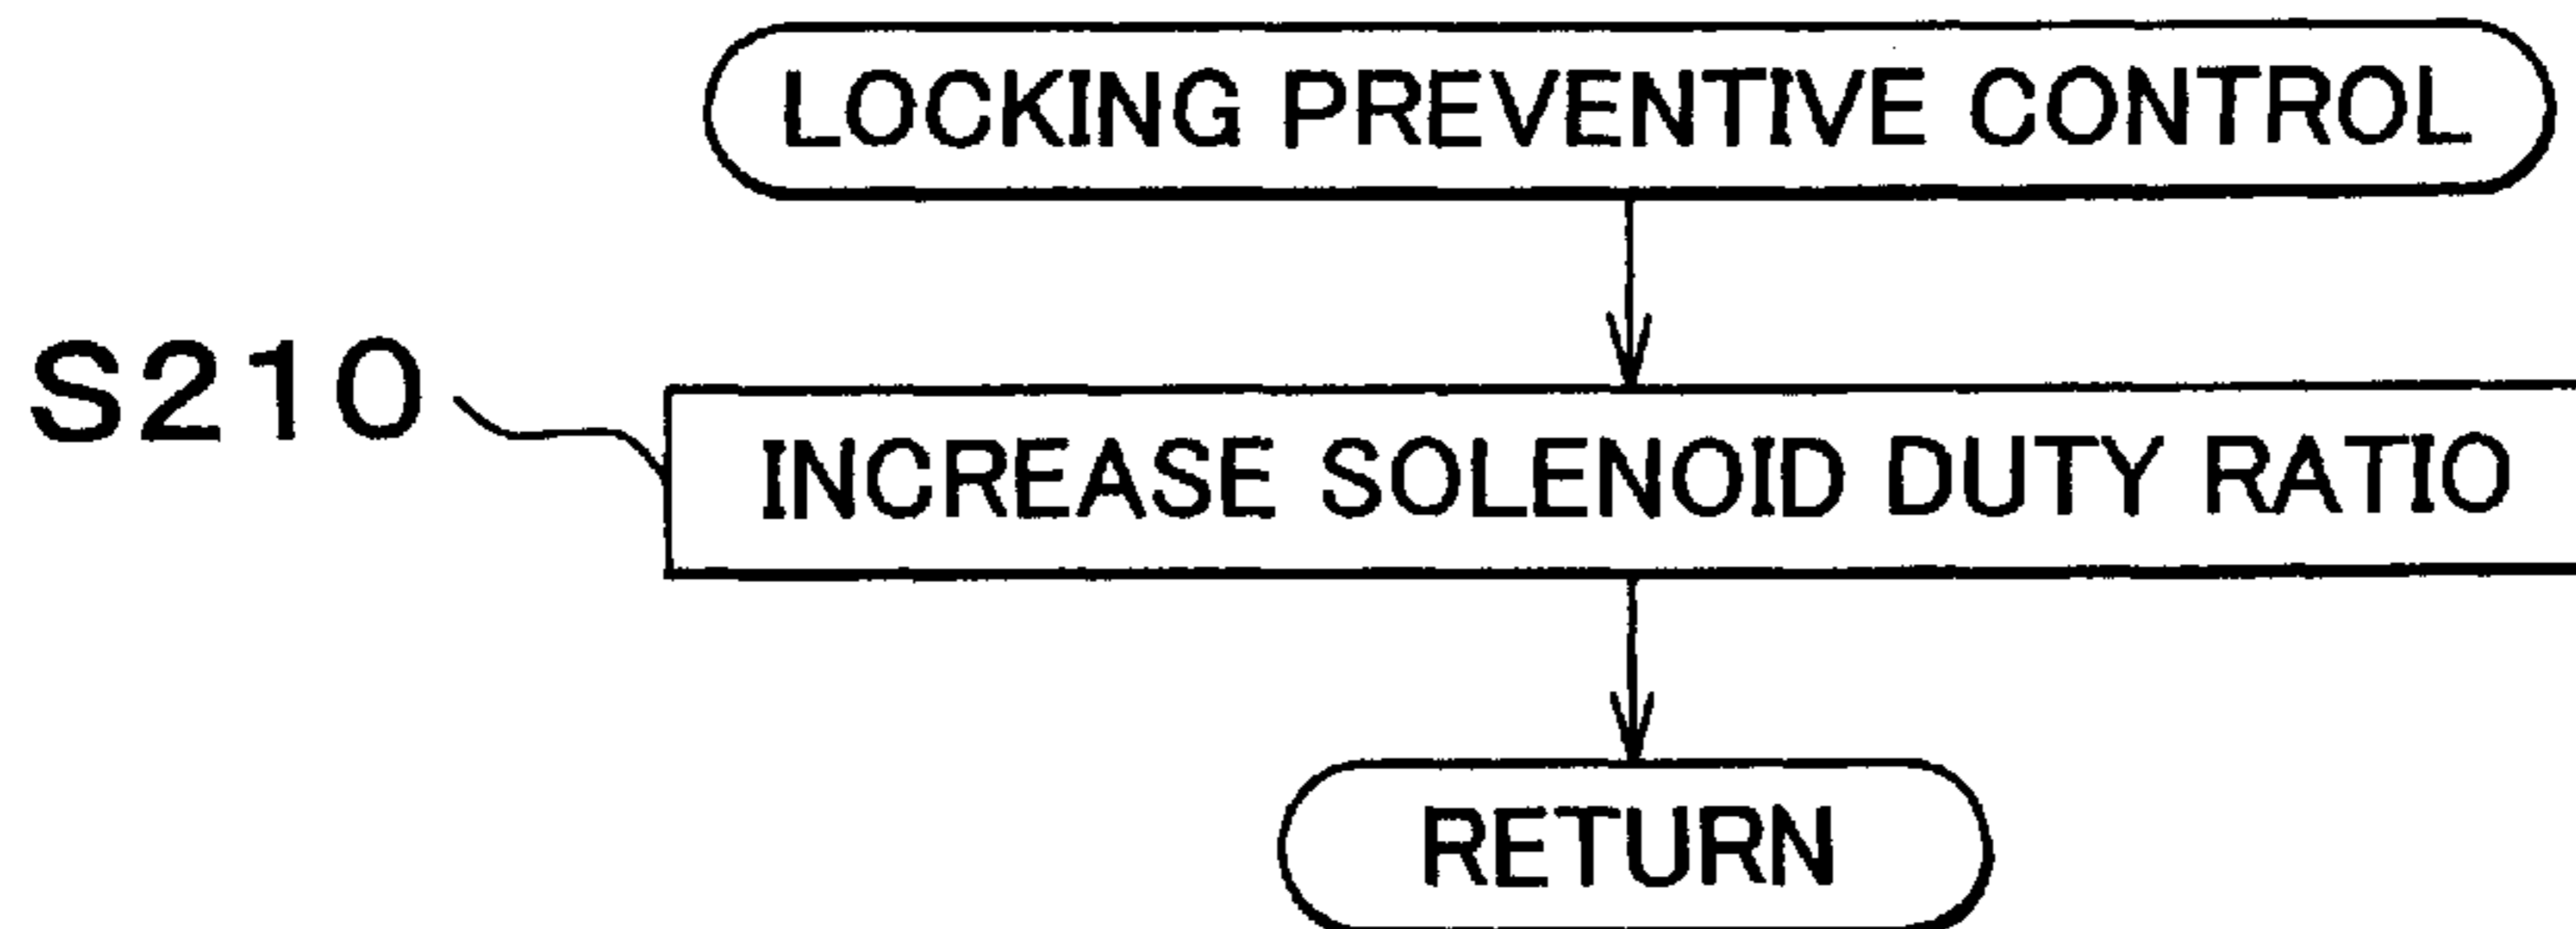 LOCKING PREVENTIVE CONTROL
S210
INCREASE SOLENOID DUTY RATIO
RETURN